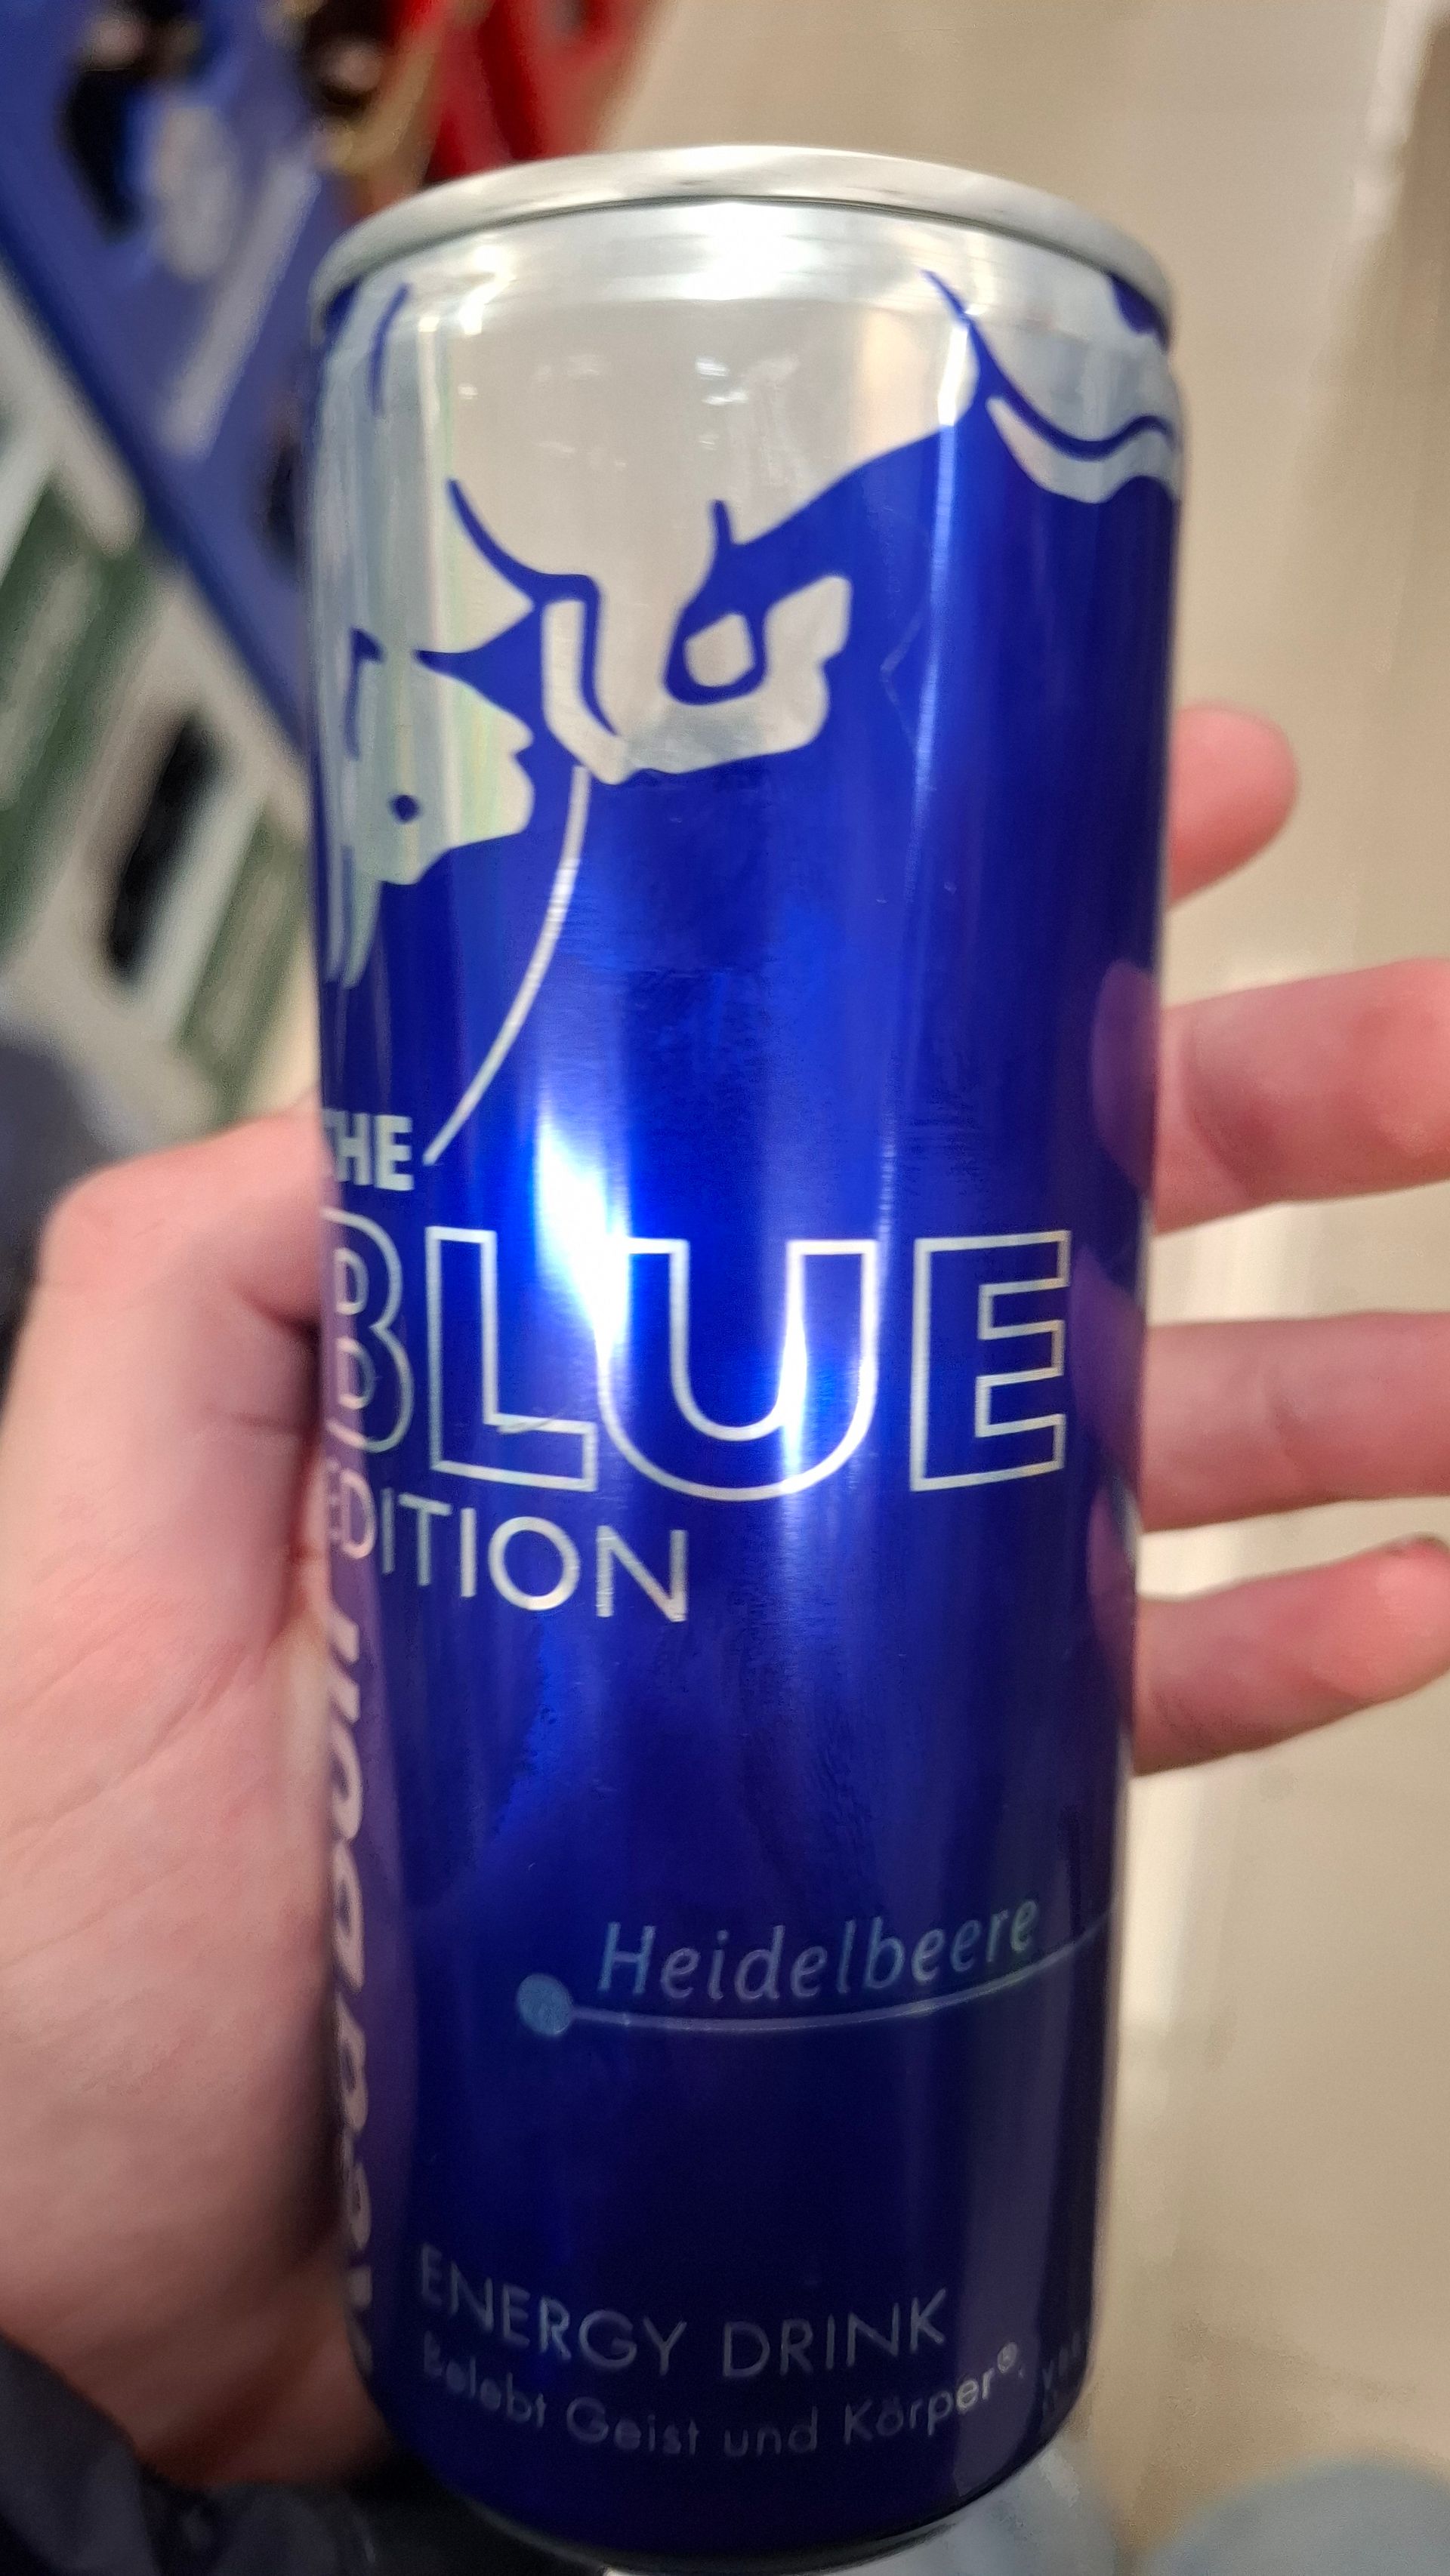 THE
BLUE
EDITION
Heidelbeere
ENERGY DRINK
Belebt Geist und Körper®.